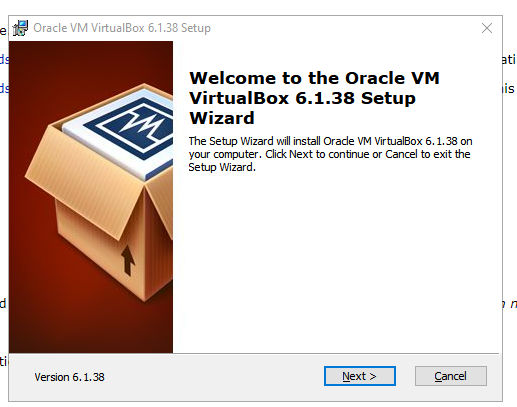 Oracle VM VirtualBox 6.1.38 Setup
Welcome to the Oracle VM
VirtualBox 6.1.38 Setup
Wizard
The Setup Wizard will install Oracle VM VirtualBox 6.1.38 on
your computer. Click Next to continue or Cancel to exit the
Setup Wizard.
Version 6.1.38
Next >
Cancel